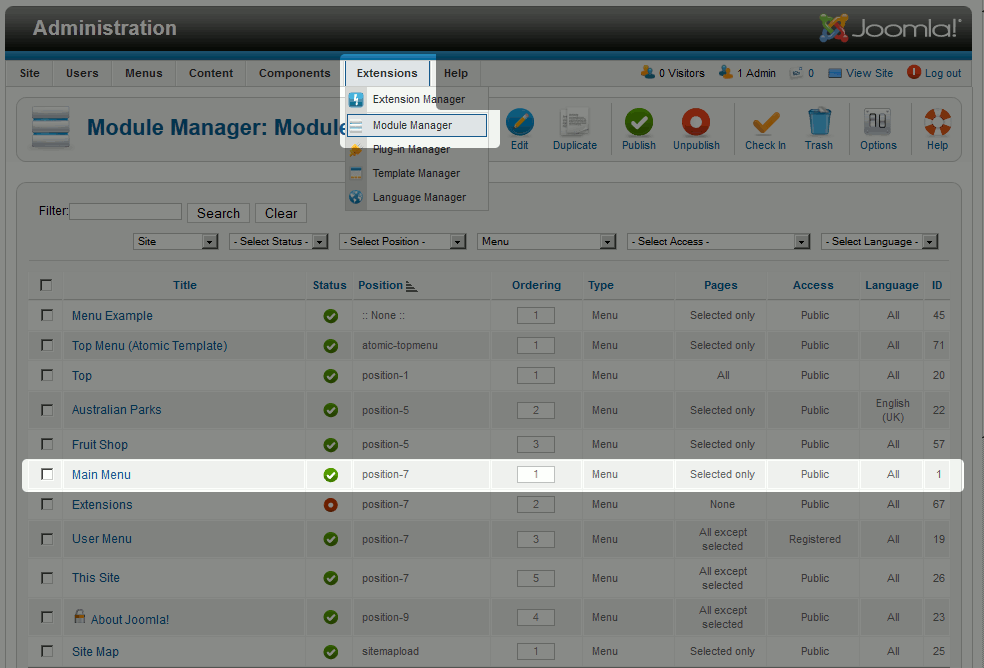 Administration
Joomla!
Site Users Menus Content Components Extensions Help 0 Visitors 1 Admin 0 View Site Log out
Extension Manager
Module Manager
Plug-in Manager
Template Manager
Language Manager
Module Manager: Module
Edit Duplicate Publish Unpublish Check In Trash Options Help
Filter: Search Clear
Site - Select Status - - Select Position - Menu - Select Access - - Select Language -
Title Status Position Ordering Type Pages Access Language ID
Menu Example :: None :: 1 Menu Selected only Public All 45
Top Menu (Atomic Template) atomic-topmenu 1 Menu Selected only Public All 71
Top position-1 1 Menu All Public All 20
Australian Parks position-5 2 Menu Selected only Public English (UK) 22
Fruit Shop position-5 3 Menu Selected only Public All 57
Main Menu position-7 1 Menu Selected only Public All 1
Extensions position-7 2 Menu None Public All 67
User Menu position-7 3 Menu All except selected Registered All 19
This Site position-7 5 Menu All except selected Public All 26
About Joomla! position-9 4 Menu All except selected Public All 23
Site Map sitemapload 1 Menu Selected only Public All 25